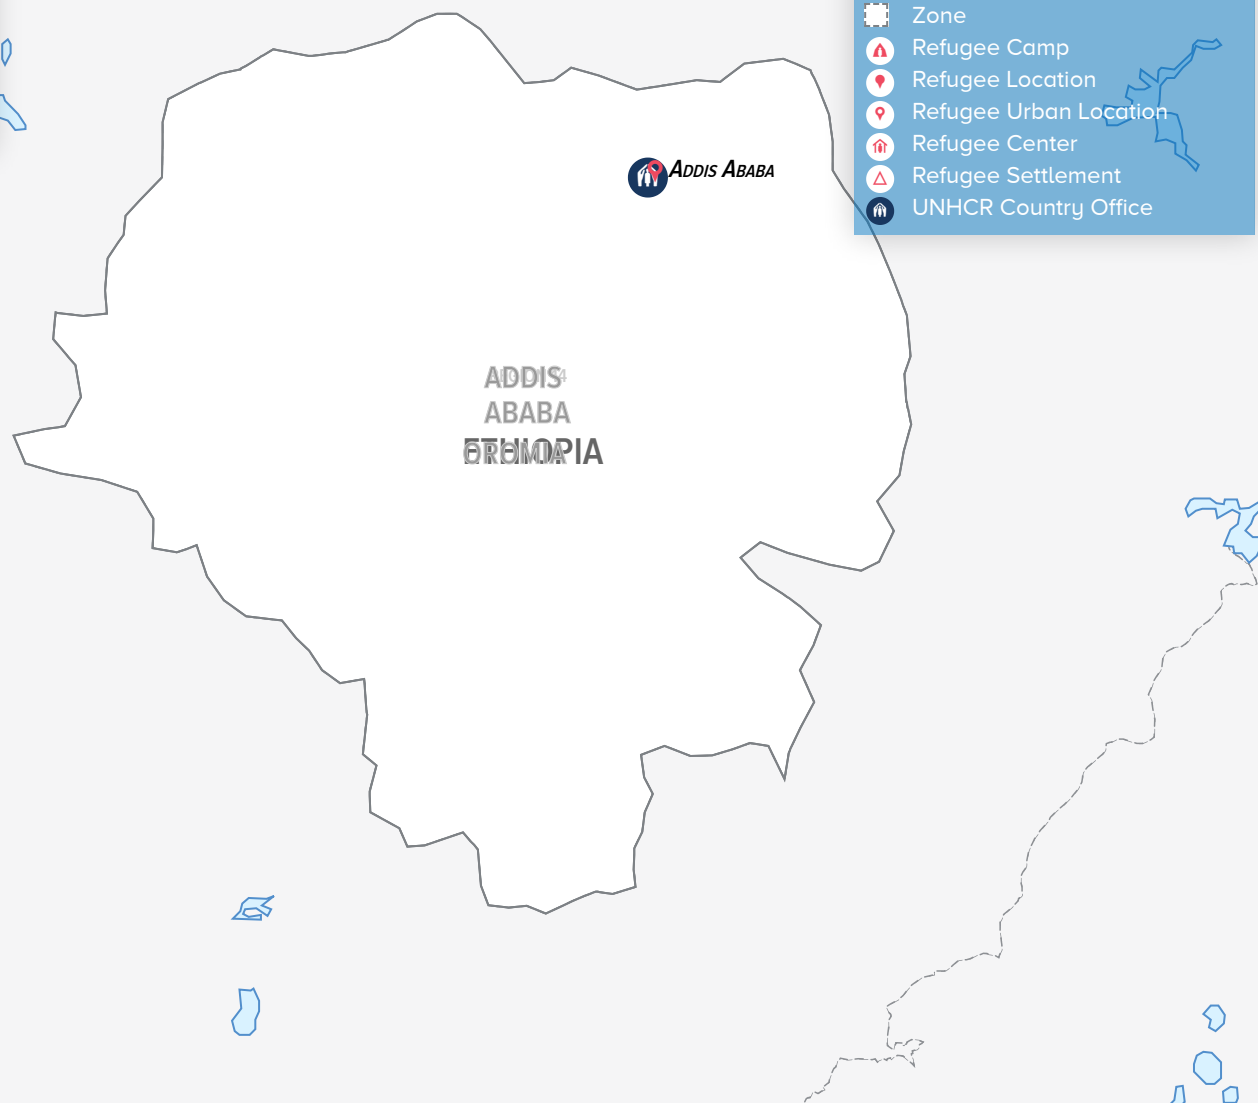 Zone
Refugee Camp
Refugee Location
Refugee Urban Location
Refugee Center
Refugee Settlement
UNHCR Country Office
ADDIS ABABA
ADDIS
ABABA
ETHIOPIA
OROMIA